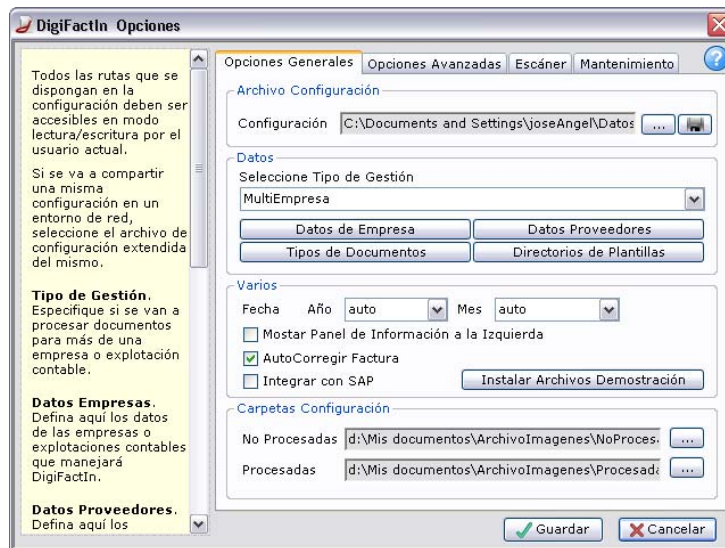 DigiFactIn Opciones
Todos las rutas que se
dispongan en la
configuración deben ser
accesibles en modo
lectura/escritura por el
usuario actual.
Si se va a compartir
una misma
configuración en un
entorno de red,
seleccione el archivo de
configuración extendida
del mismo.
Tipo de Gestión.
Especifique si se van a
procesar documentos
para más de una
empresa o explotación
contable.
Datos Empresas.
Defina aquí los datos
de las empresas o
explotaciones contables
que manejará
DigiFactIn.
Datos Proveedores.
Defina aquí los
Opciones Generales Opciones Avanzadas Escáner Mantenimiento ?
Archivo Configuración
Configuración C:\Documents and Settings\joseAngel\Datos ...
Datos
Seleccione Tipo de Gestión
MultiEmpresa
Datos de Empresa Datos Proveedores
Tipos de Documentos Directorios de Plantillas
Varios
Fecha Año auto Mes auto
Mostar Panel de Información a la Izquierda
AutoCorregir Factura
Integrar con SAP Instalar Archivos Demostración
Carpetas Configuración
No Procesadas d:\Mis documentos\ArchivoImagenes\NoProces. ...
Procesadas d:\Mis documentos\ArchivoImagenes\Procesada ...
Guardar Cancelar